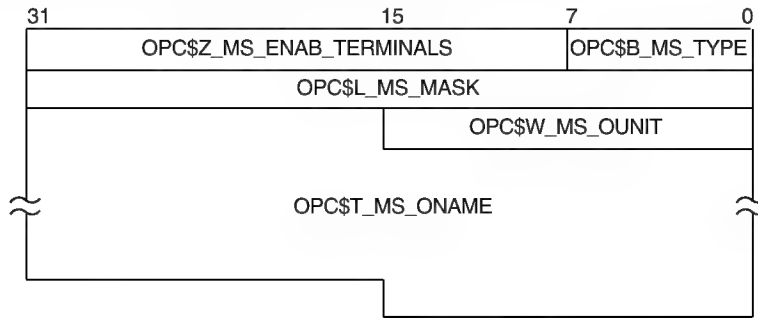 31 15 7 0
OPC$Z_MS_ENAB_TERMINALS OPC$B_MS_TYPE
OPC$L_MS_MASK
OPC$W_MS_OUNIT
OPC$T_MS_ONAME